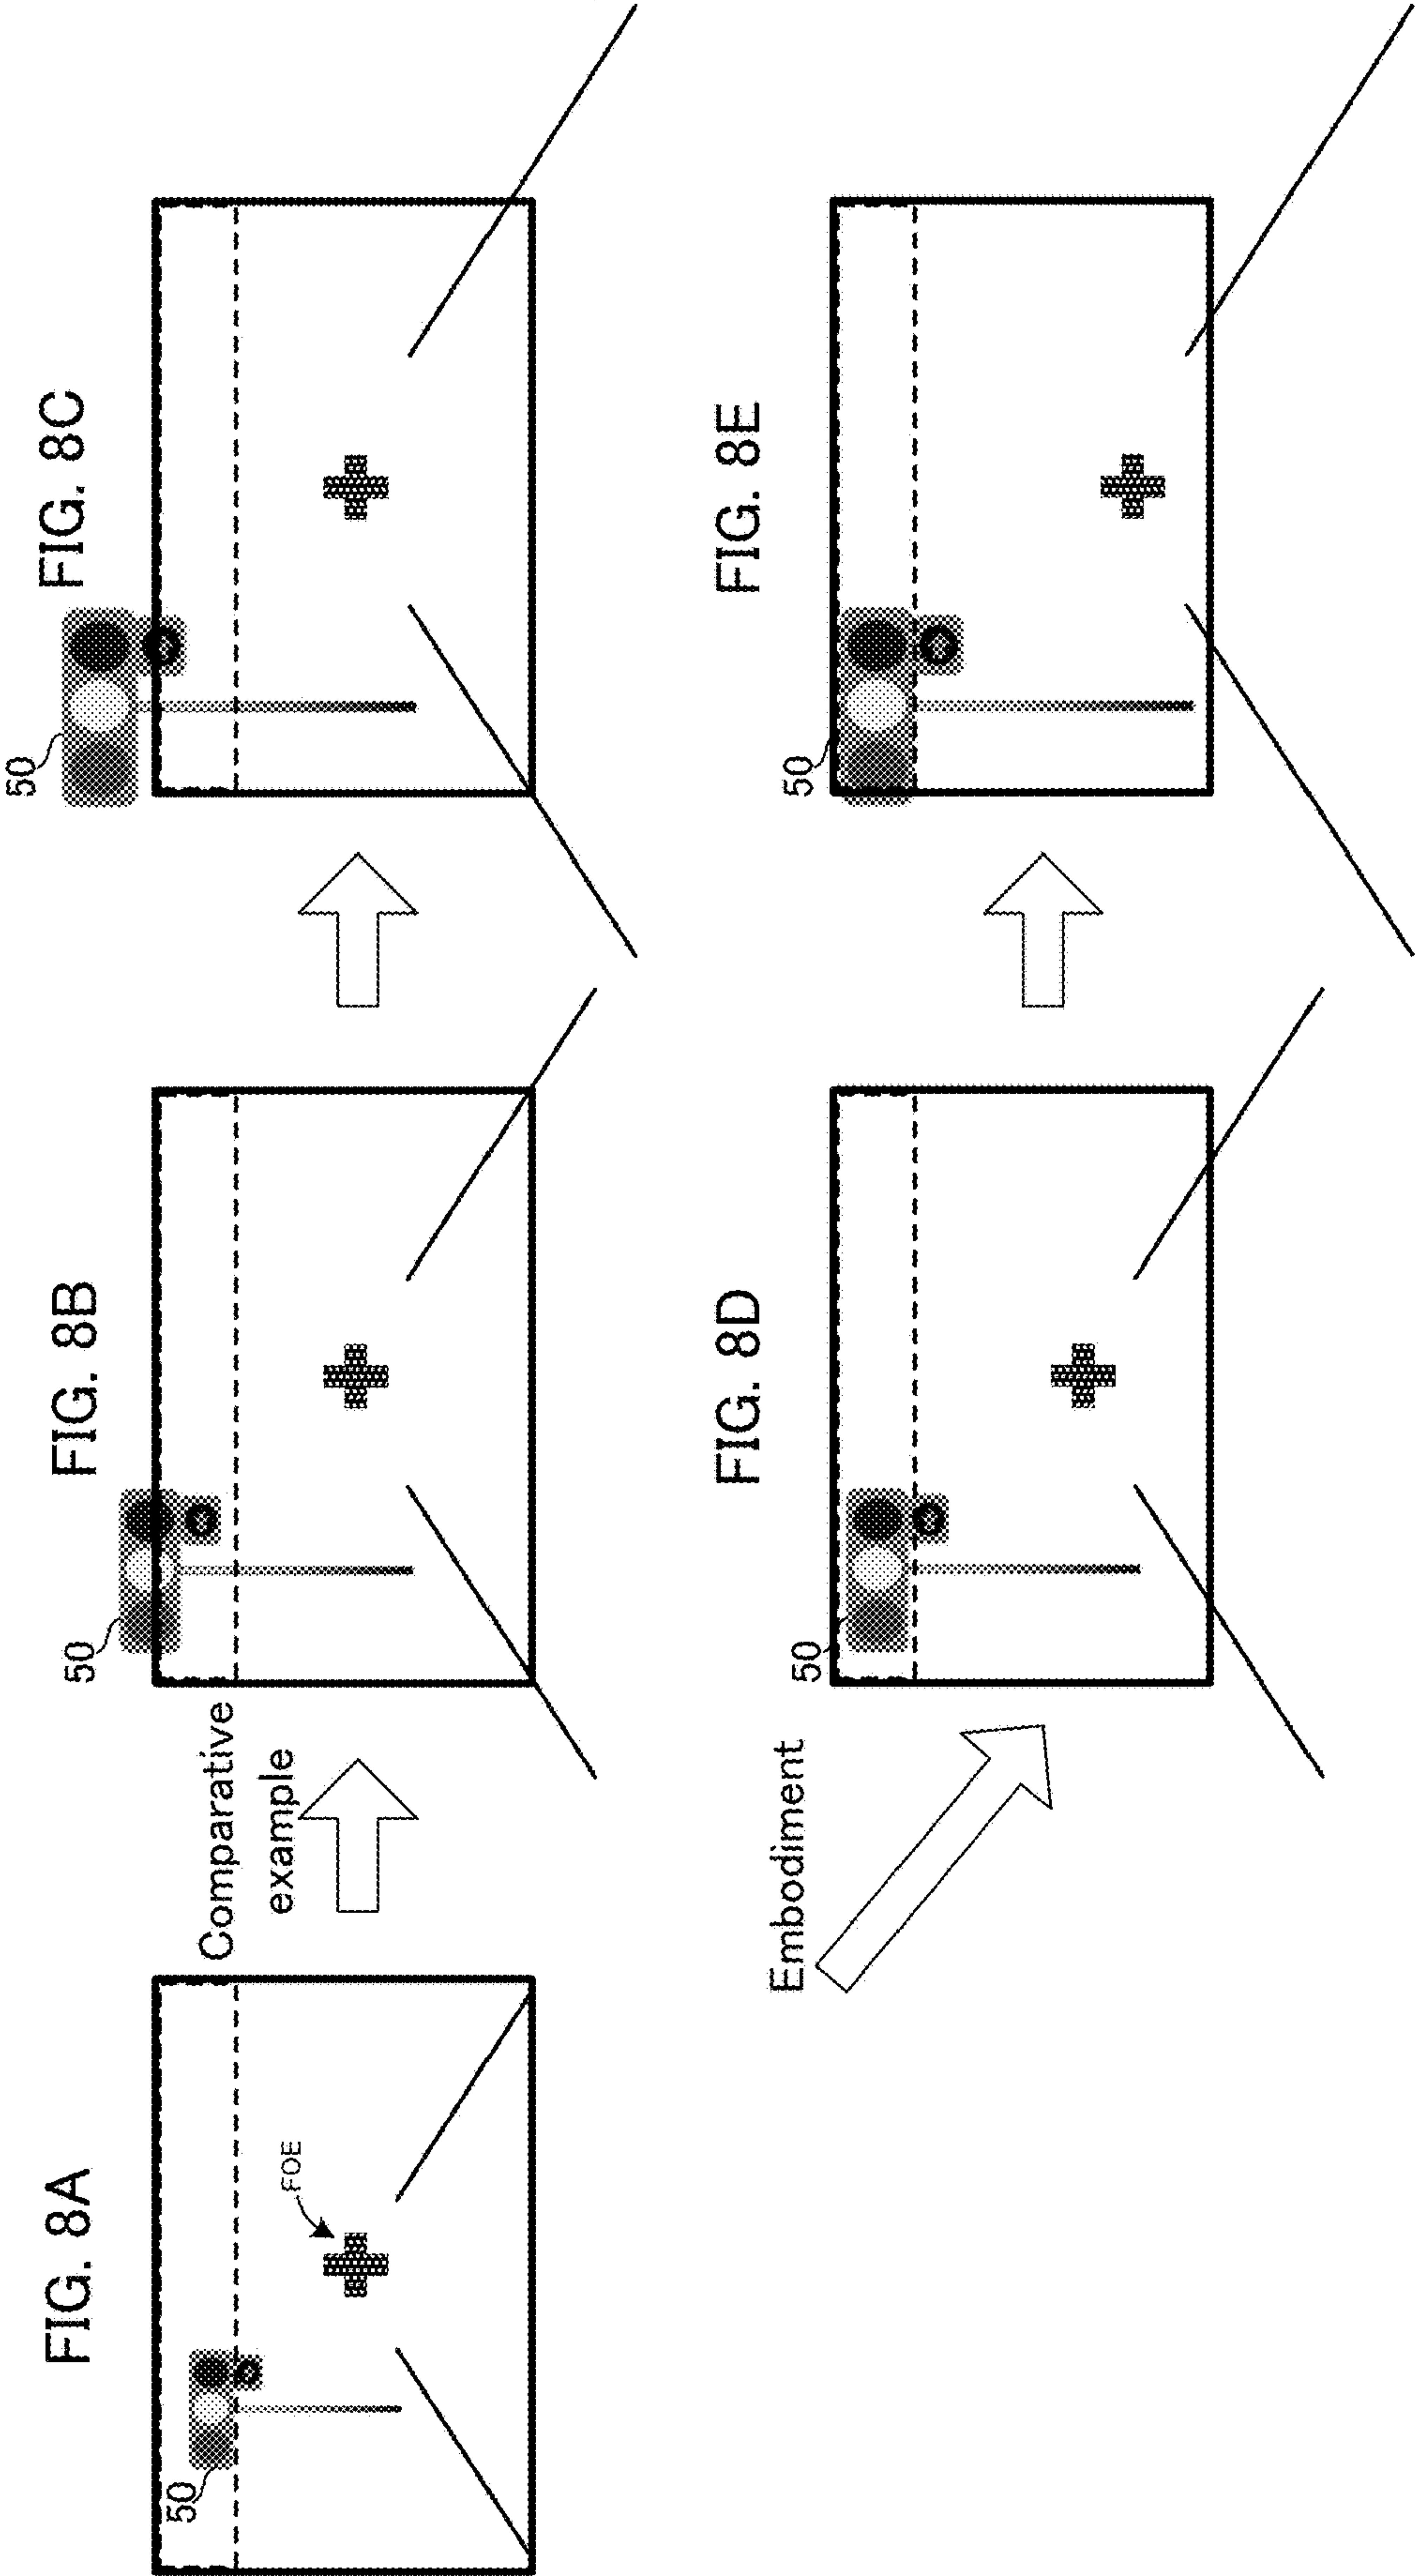 FIG. 8A
FOE
50
Comparative
example
FIG. 8B
50
FIG. 8C
50
Embodiment
FIG. 8D
50
FIG. 8E
50